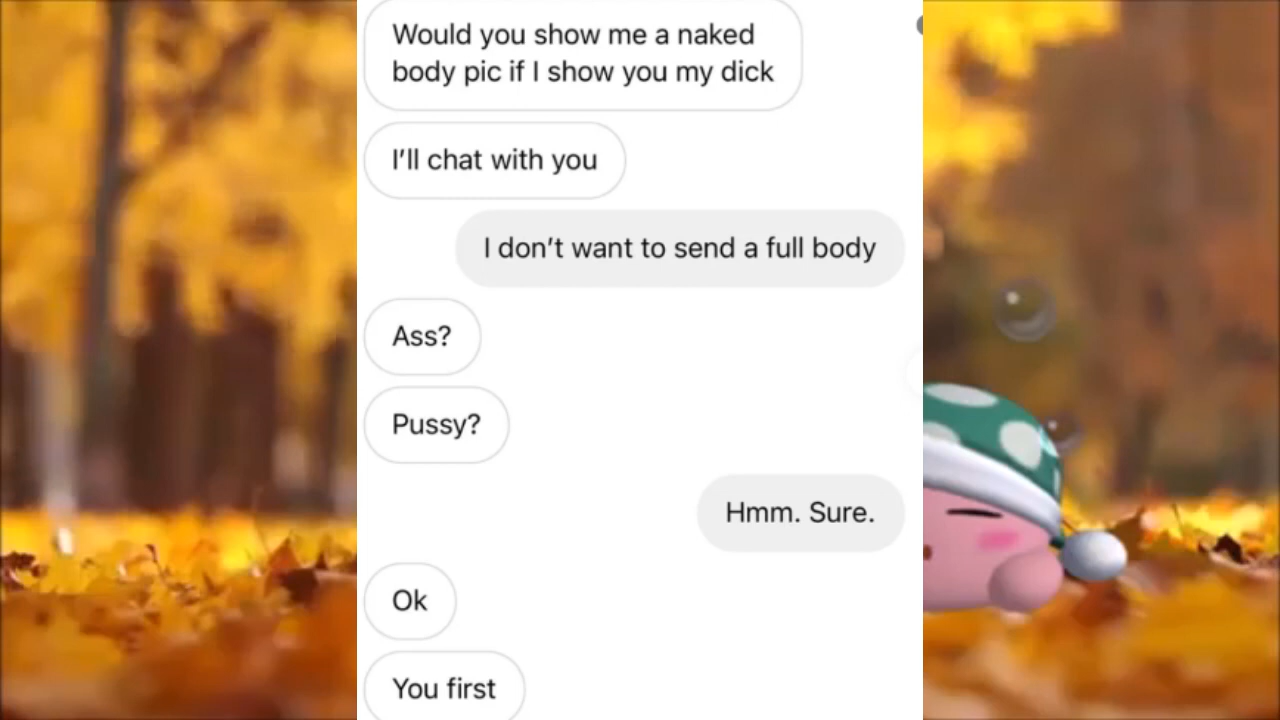 Would you show me a naked
body pic if I show you my dick
I'll chat with you
I don't want to send a full body
Ass?
Pussy?
Hmm. Sure.
Ok
You first